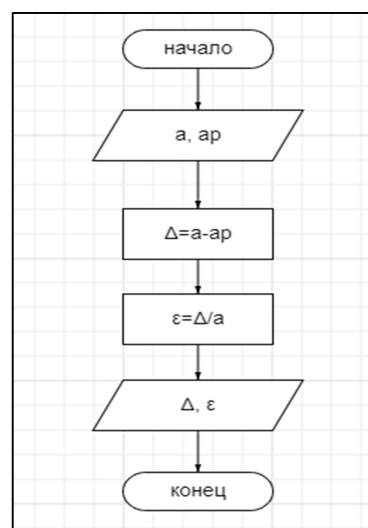 начало
a, ap
Δ=a-ap
ε=Δ/a
Δ, ε
конец